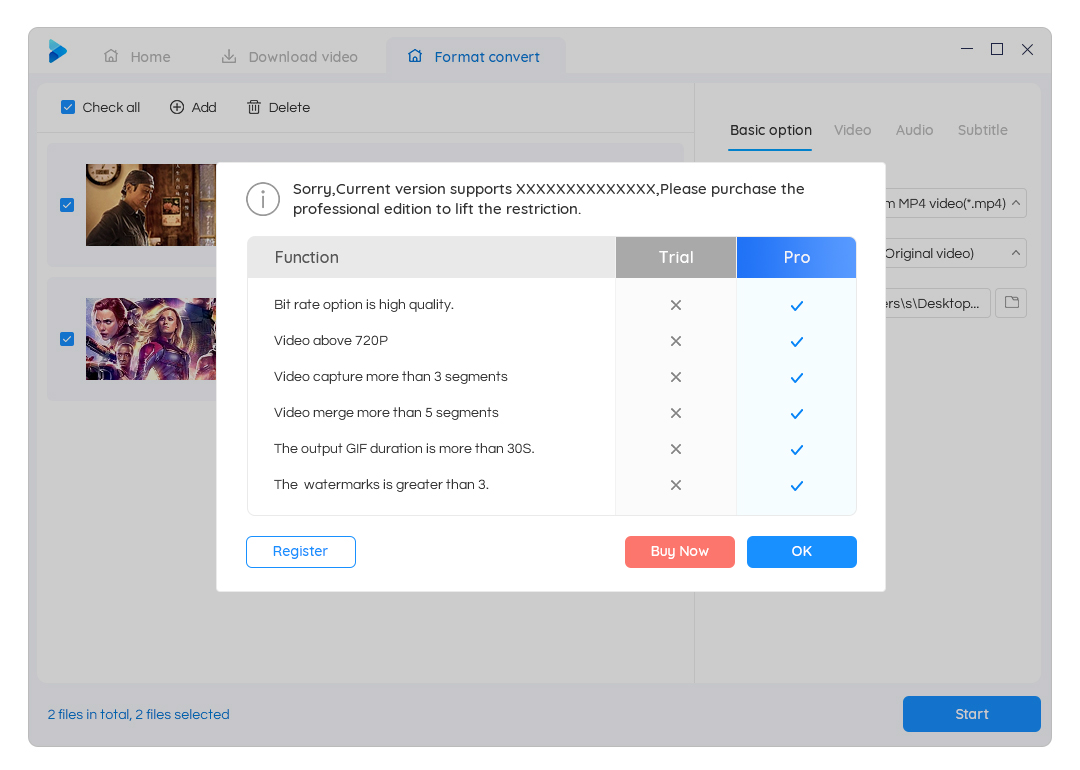 Home
Download video
Format convert
Check all
Add
Delete
Basic option
Video
Audio
Subtitle
MP4 video(*.mp4)
Original video)
\s\Desktop...
Sorry,Current version supports XXXXXXXXXXXXXX,Please purchase the
professional edition to lift the restriction.
Function
Trial
Pro
Bit rate option is high quality.
Video above 720P
Video capture more than 3 segments
Video merge more than 5 segments
The output GIF duration is more than 30S.
The  watermarks is greater than 3.
Register
Buy Now
OK
2 files in total, 2 files selected
Start